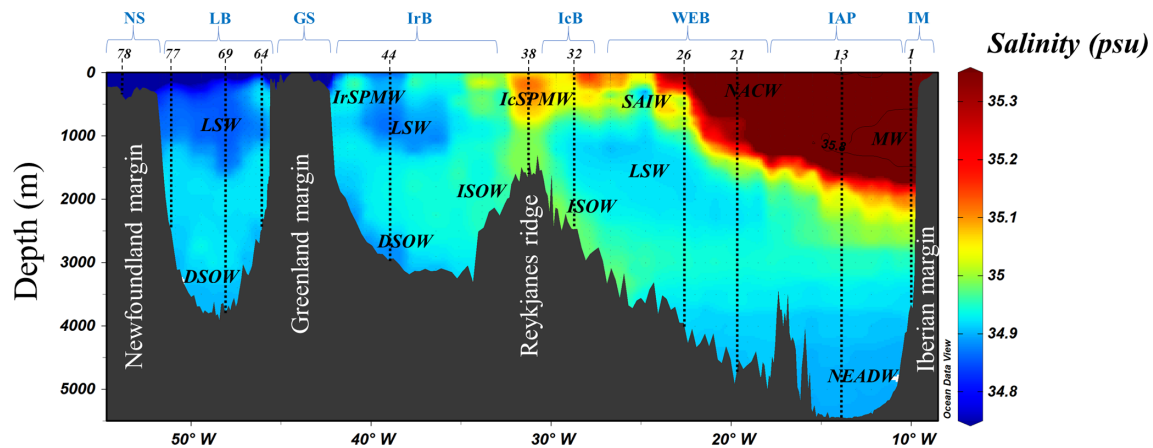 NS LB GS IrB IcB WEB IAP IM
78 77 69 64 44 38 32 26 21 13 1
Salinity (psu)
Depth (m)
0
1000
2000
3000
4000
5000
50°W 40°W 30°W 20°W 10°W
Newfoundland margin
LSW
DSOW
Greenland margin
IrSPMW
LSW
DSOW
ISOW
IcSPMW
Reykjanes ridge
ISOW
SAIW
LSW
NACW
35.8
MW
NEADW
Iberian margin
Ocean Data View
35.3
35.2
35.1
35
34.9
34.8